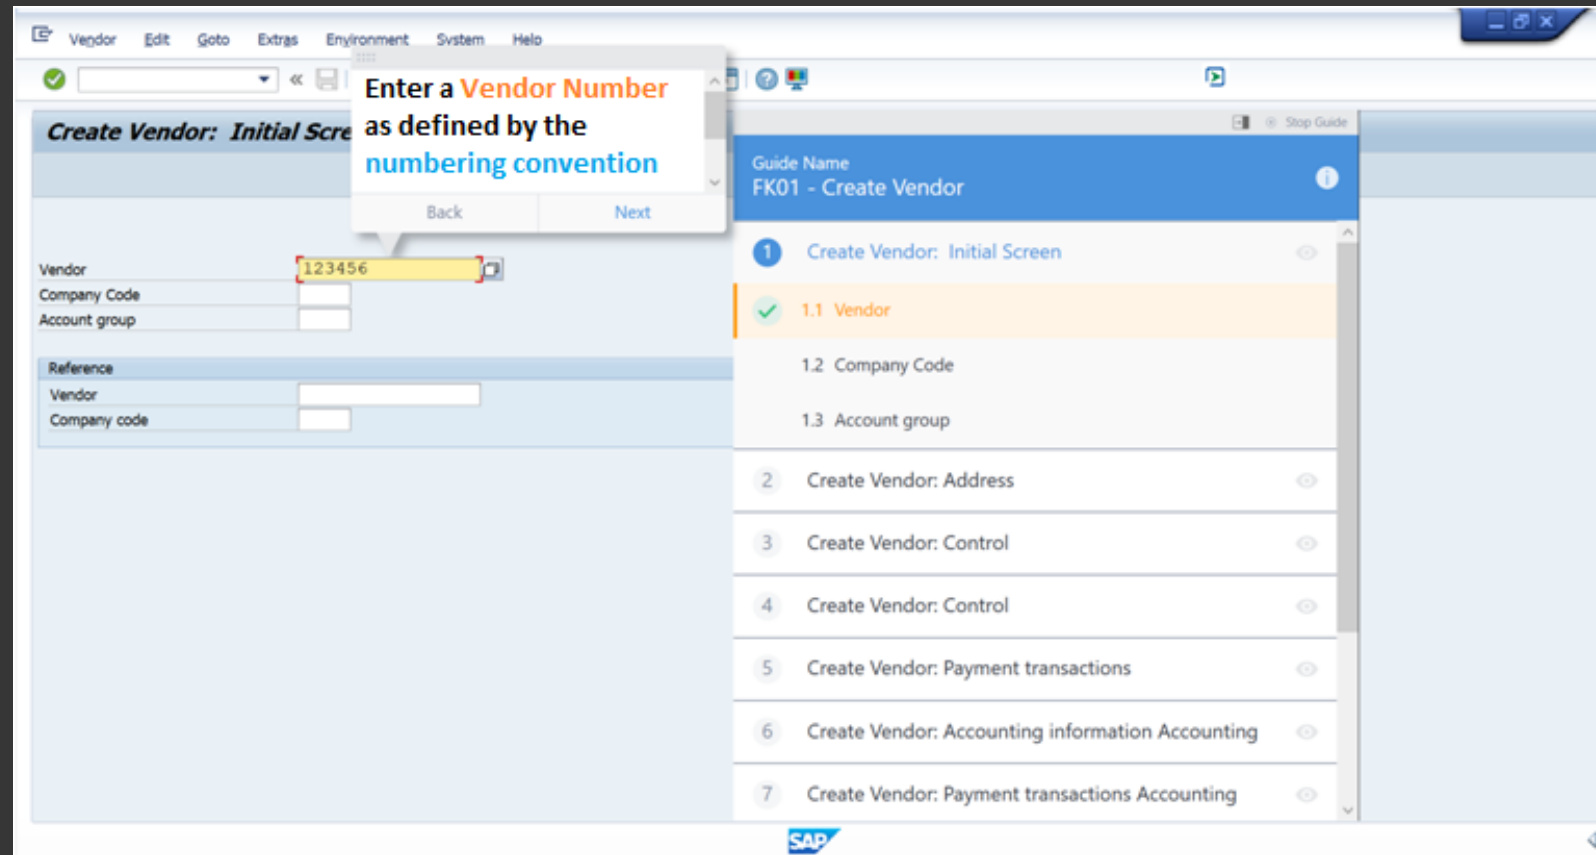 Vendor Edit Goto Extras Environment System Help
Create Vendor: Initial Scre
Enter a Vendor Number
as defined by the
numbering convention
Back Next
Vendor 123456
Company Code
Account group
Reference
Vendor
Company code
Stop Guide
Guide Name
FK01 - Create Vendor
1 Create Vendor: Initial Screen
1.1 Vendor
1.2 Company Code
1.3 Account group
2 Create Vendor: Address
3 Create Vendor: Control
4 Create Vendor: Control
5 Create Vendor: Payment transactions
6 Create Vendor: Accounting information Accounting
7 Create Vendor: Payment transactions Accounting
SAP